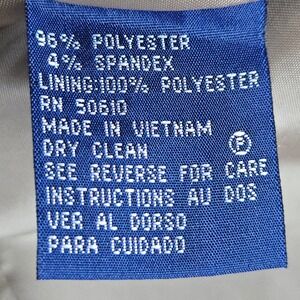 96% POLYESTER
4% SPANDEX
LINING:100% POLYESTER
RN 50610
MADE IN VIETNAM
DRY CLEAN Ⓟ
SEE REVERSE FOR CARE
INSTRUCTIONS AU DOS
VER AL DORSO
PARA CUIDADO